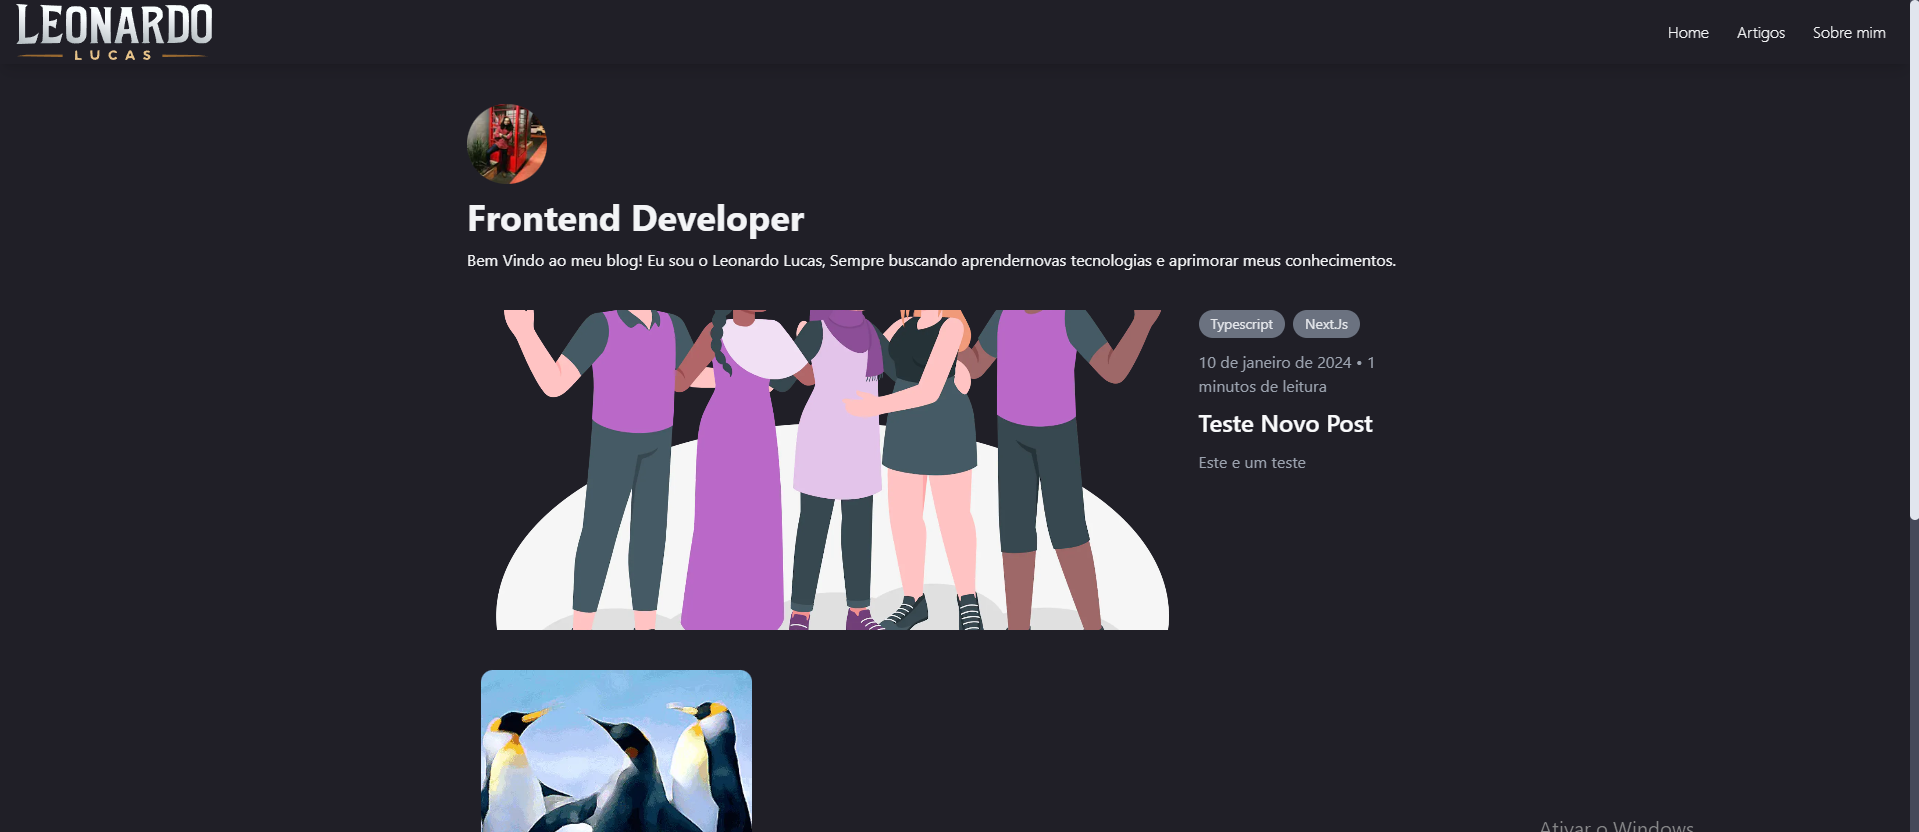 LEONARDO
LUCAS
Home Artigos Sobre mim
Frontend Developer
Bem Vindo ao meu blog! Eu sou o Leonardo Lucas, Sempre buscando aprendernovas tecnologias e aprimorar meus conhecimentos.
Typescript Next.Js
10 de janeiro de 2024 • 1
minutos de leitura
Teste Novo Post
Este e um teste
Ativar o Windows